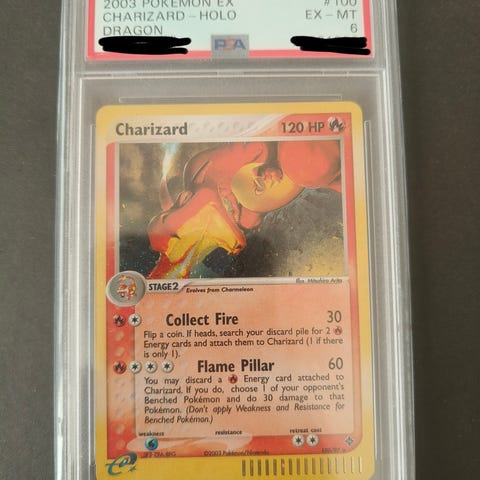 2003 POKEMON EX #100
CHARIZARD - HOLO EX - MT
DRAGON PSA 6
Charizard 120 HP
STAGE2 Evolves from Charmeleon Illus. Mitsuhiro Arita
Collect Fire 30
Flip a coin. If heads, search your discard pile for 2
Energy cards and attach them to Charizard (1 if there
is only 1).
Flame Pillar 60
You may discard a Energy card attached to
Charizard. If you do, choose 1 of your opponent's
Benched Pokémon and do 30 damage to that
Pokémon. (Don't apply Weakness and Resistance for
Benched Pokémon.)
weakness resistance retreat cost
©2003 Pokémon/Nintendo 100/97